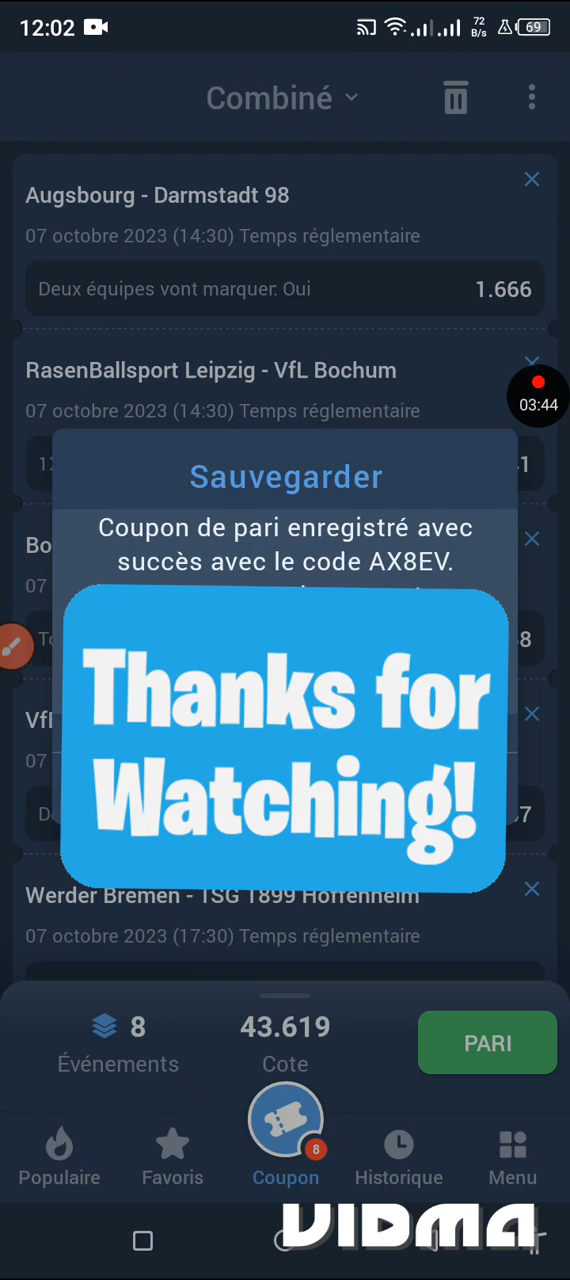 12:02
72
B/s
69
Combiné
Augsbourg - Darmstadt 98
07 octobre 2023 (14:30) Temps réglementaire
Deux équipes vont marquer: Oui 1.666
RasenBallsport Leipzig - VfL Bochum
07 octobre 2023 (14:30) Temps réglementaire
03:44
Sauvegarder
Coupon de pari enregistré avec
succès avec le code AX8EV.
Thanks for
Watching!
Werder Bremen - TSG 1899 Hoffenheim
07 octobre 2023 (17:30) Temps réglementaire
8 43.619
PARI
Événements Cote
8
Populaire Favoris Coupon Historique Menu
VIDMA